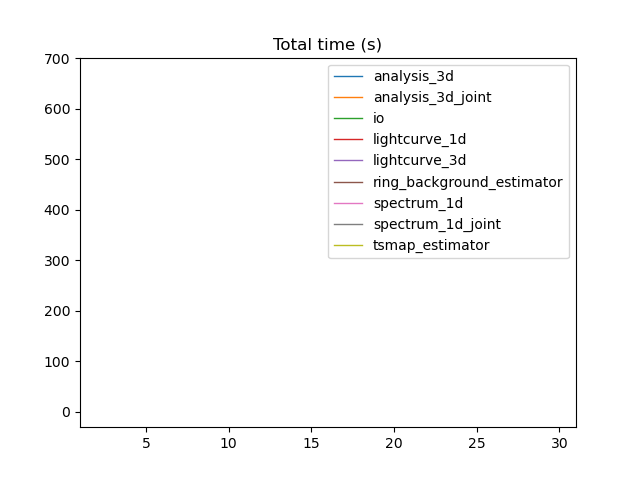 Total time (s)
700
600
500
400
300
200
100
0
analysis_3d
analysis_3d_joint
io
lightcurve_1d
lightcurve_3d
ring_background_estimator
spectrum_1d
spectrum_1d_joint
tsmap_estimator
5 10 15 20 25 30